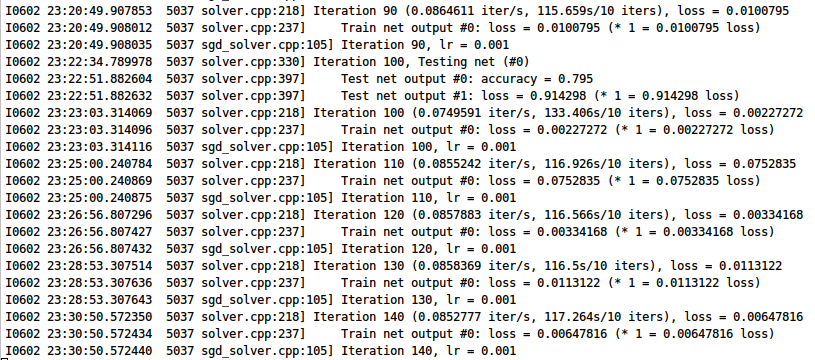 I0602 23:20:49.907853  5037 solver.cpp:218] Iteration 90 (0.0864611 iter/s, 115.659s/10 iters), loss = 0.0100795
I0602 23:20:49.908012  5037 solver.cpp:237]     Train net output #0: loss = 0.0100795 (* 1 = 0.0100795 loss)
I0602 23:20:49.908035  5037 sgd_solver.cpp:105] Iteration 90, lr = 0.001
I0602 23:22:34.789978  5037 solver.cpp:330] Iteration 100, Testing net (#0)
I0602 23:22:51.882604  5037 solver.cpp:397]     Test net output #0: accuracy = 0.795
I0602 23:22:51.882632  5037 solver.cpp:397]     Test net output #1: loss = 0.914298 (* 1 = 0.914298 loss)
I0602 23:23:03.314069  5037 solver.cpp:218] Iteration 100 (0.0749591 iter/s, 133.406s/10 iters), loss = 0.00227272
I0602 23:23:03.314096  5037 solver.cpp:237]     Train net output #0: loss = 0.00227272 (* 1 = 0.00227272 loss)
I0602 23:23:03.314116  5037 sgd_solver.cpp:105] Iteration 100, lr = 0.001
I0602 23:25:00.240784  5037 solver.cpp:218] Iteration 110 (0.0855242 iter/s, 116.926s/10 iters), loss = 0.0752835
I0602 23:25:00.240869  5037 solver.cpp:237]     Train net output #0: loss = 0.0752835 (* 1 = 0.0752835 loss)
I0602 23:25:00.240875  5037 sgd_solver.cpp:105] Iteration 110, lr = 0.001
I0602 23:26:56.807296  5037 solver.cpp:218] Iteration 120 (0.0857883 iter/s, 116.566s/10 iters), loss = 0.00334168
I0602 23:26:56.807427  5037 solver.cpp:237]     Train net output #0: loss = 0.00334168 (* 1 = 0.00334168 loss)
I0602 23:26:56.807432  5037 sgd_solver.cpp:105] Iteration 120, lr = 0.001
I0602 23:28:53.307514  5037 solver.cpp:218] Iteration 130 (0.0858369 iter/s, 116.5s/10 iters), loss = 0.0113122
I0602 23:28:53.307636  5037 solver.cpp:237]     Train net output #0: loss = 0.0113122 (* 1 = 0.0113122 loss)
I0602 23:28:53.307643  5037 sgd_solver.cpp:105] Iteration 130, lr = 0.001
I0602 23:30:50.572350  5037 solver.cpp:218] Iteration 140 (0.0852777 iter/s, 117.264s/10 iters), loss = 0.00647816
I0602 23:30:50.572434  5037 solver.cpp:237]     Train net output #0: loss = 0.00647816 (* 1 = 0.00647816 loss)
I0602 23:30:50.572440  5037 sgd_solver.cpp:105] Iteration 140, lr = 0.001